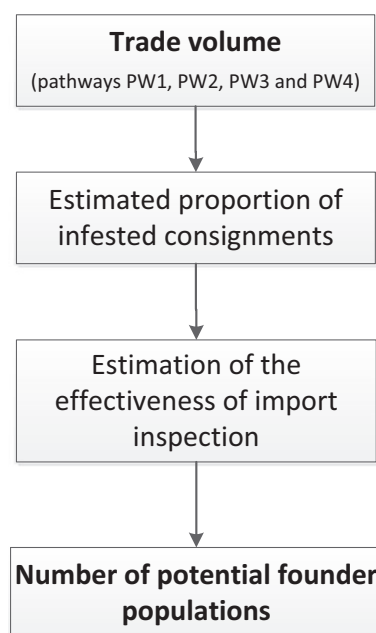 Trade volume
(pathways PW1, PW2, PW3 and PW4)
Estimated proportion of
infested consignments
Estimation of the
effectiveness of import
inspection
Number of potential founder
populations